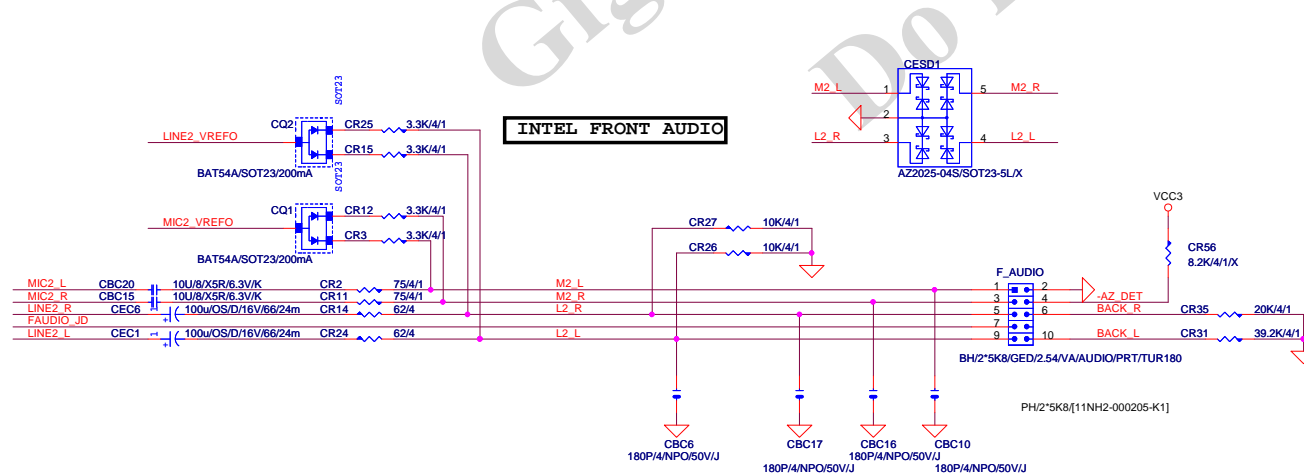 Gig
Do
CESD1
M2_L
1
5
M2_R
2
L2_R
3
4
L2_L
AZ2025-04S/SOT23-5L/X
SOT23
CQ2
CR25
3.3K/4/1
LINE2_VREFO
CR15
3.3K/4/1
BAT54A/SOT23/200mA
INTEL FRONT AUDIO
SOT23
CQ1
CR12
3.3K/4/1
MIC2_VREFO
CR3
3.3K/4/1
BAT54A/SOT23/200mA
VCC3
CR27
10K/4/1
CR26
10K/4/1
CR56
8.2K/4/1/X
F_AUDIO
MIC2_L
CBC20
10U/8/X5R/6.3V/K
CR2
75/4/1
M2_L
1
2
MIC2_R
CBC15
10U/8/X5R/6.3V/K
CR11
75/4/1
M2_R
3
4
-AZ_DET
LINE2_R
CEC6
1
100u/OS/D/16V/66/24m
CR14
62/4
L2_R
5
6
BACK_R
CR35
20K/4/1
FAUDIO_JD
7
LINE2_L
CEC1
1
100u/OS/D/16V/66/24m
CR24
62/4
L2_L
9
10
BACK_L
CR31
39.2K/4/1
+
+
BH/2*5K8/GED/2.54/VA/AUDIO/PRT/TUR180
PH/2*5K8/[11NH2-000205-K1]
CBC6
180P/4/NPO/50V/J
CBC17
180P/4/NPO/50V/J
CBC16
180P/4/NPO/50V/J
CBC10
180P/4/NPO/50V/J